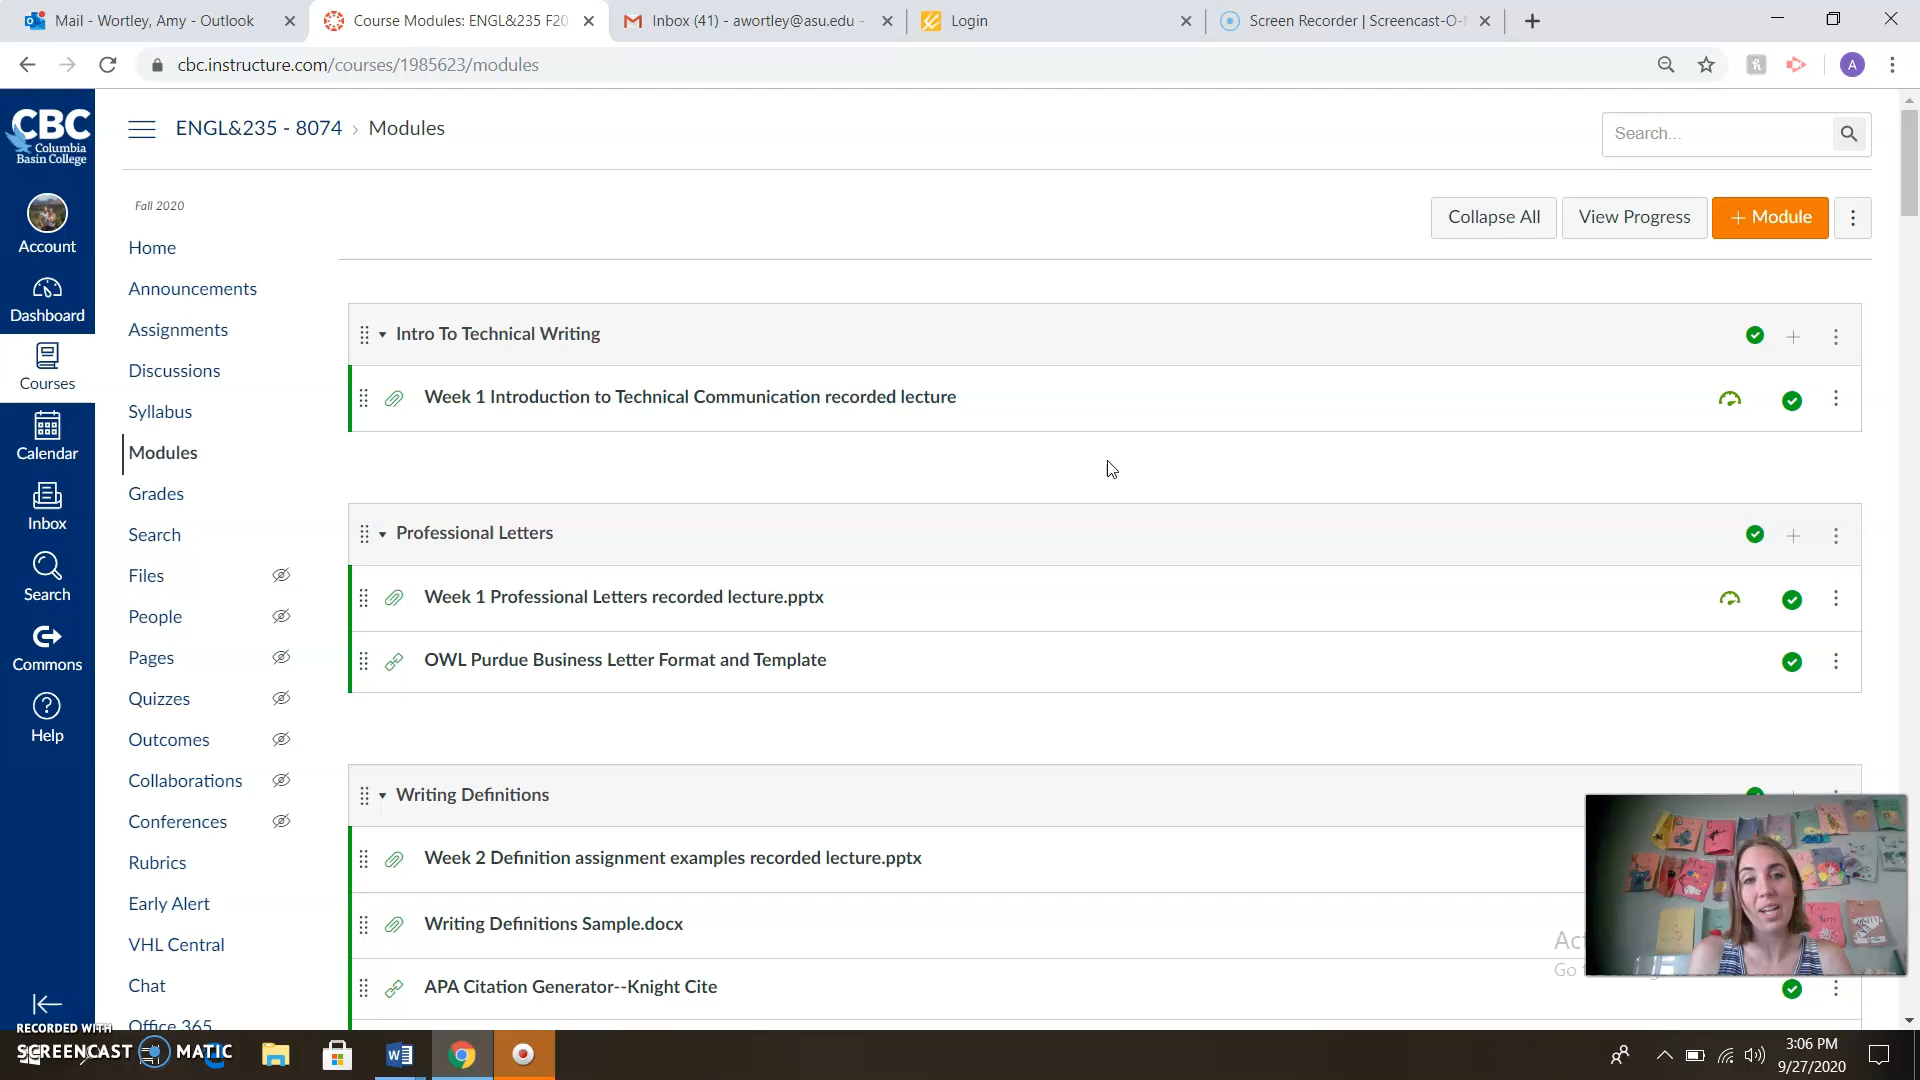 Mail - Wortley, Amy - Outlook
Course Modules: ENGL&235 F20
Inbox (41) - awortley@asu.edu -
Login
Screen Recorder | Screencast-O-
cbc.instructure.com/courses/1985623/modules
A
CBC
Columbia
Basin College
ENGL&235 - 8074 › Modules
Search...
Fall 2020
Collapse All
View Progress
+ Module
Account
Dashboard
Courses
Calendar
Inbox
Search
Commons
Help
Home
Announcements
Assignments
Discussions
Syllabus
Modules
Grades
Search
Files
People
Pages
Quizzes
Outcomes
Collaborations
Conferences
Rubrics
Early Alert
VHL Central
Chat
Office 365
Intro To Technical Writing
Week 1 Introduction to Technical Communication recorded lecture
Professional Letters
Week 1 Professional Letters recorded lecture.pptx
OWL Purdue Business Letter Format and Template
Writing Definitions
Week 2 Definition assignment examples recorded lecture.pptx
Writing Definitions Sample.docx
APA Citation Generator--Knight Cite
Go
RECORDED WITH
SCREENCAST MATIC
3:06 PM
9/27/2020